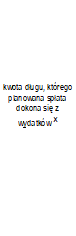 kwota długu, którego
planowana spłata
dokona się z
wydatków x